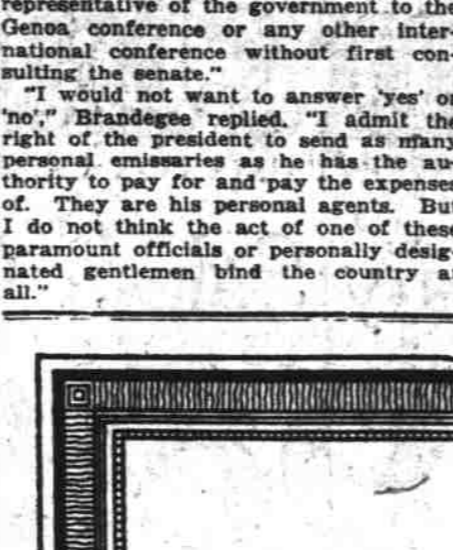 representative of the government to the
Genoa conference or any other inter-
national conference without first con-
sulting the senate."
"I would not want to answer 'yes' or
'no'," Brandegee replied. "I admit the
right of the president to send as many
personal emissaries as he has the au-
thority to pay for and pay the expenses
of. They are his personal agents. But
I do not think the act of one of these
paramount officials or personally desig-
nated gentlemen bind the country a
all."